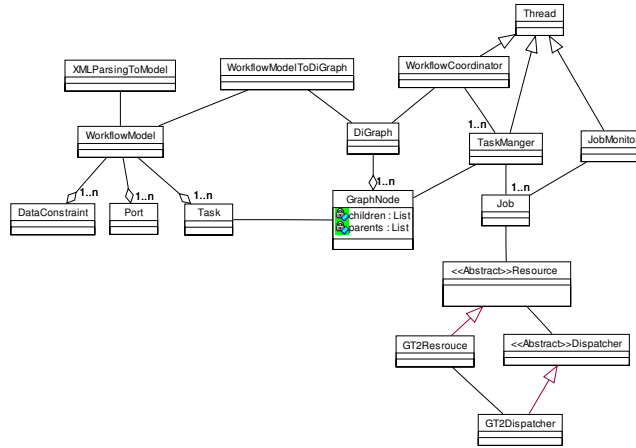 Thread
XMLParsingToModel
WorkflowModelToDiGraph
WorkflowCoordinator
1..n
WorkflowModel
DiGraph
TaskManger
JobMonitor
1..n
1..n
1..n
1..n
1..n
DataConstraint
Port
Task
GraphNode
children : List
parents : List
Job
<<Abstract>>Resource
GT2Resrouce
<<Abstract>>Dispatcher
GT2Dispatcher